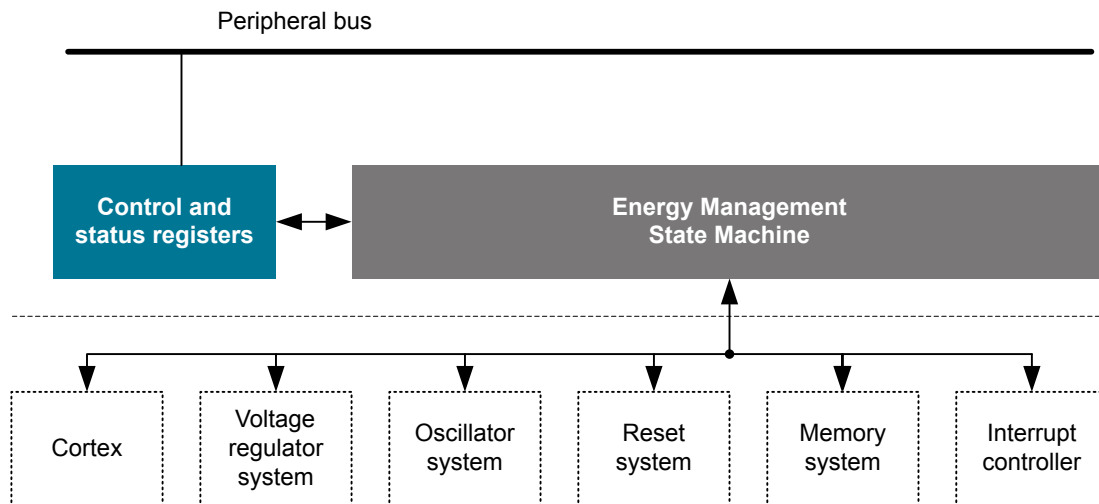 Peripheral bus
Control and
status registers
Energy Management
State Machine
Cortex
Voltage
regulator
system
Oscillator
system
Reset
system
Memory
system
Interrupt
controller